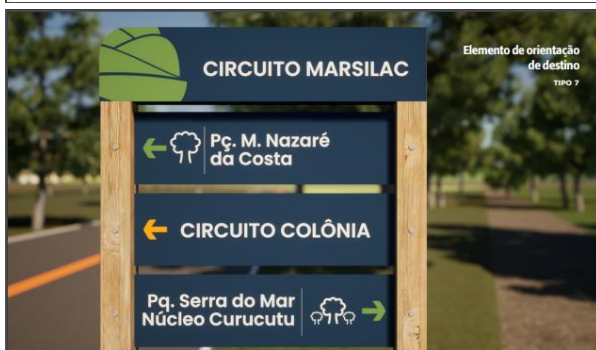 CIRCUITO MARSILAC
Elemento de orientação
de destino
TIPO 7
Pç. M. Nazaré
da Costa
CIRCUITO COLÔNIA
Pq. Serra do Mar
Núcleo Curucutu